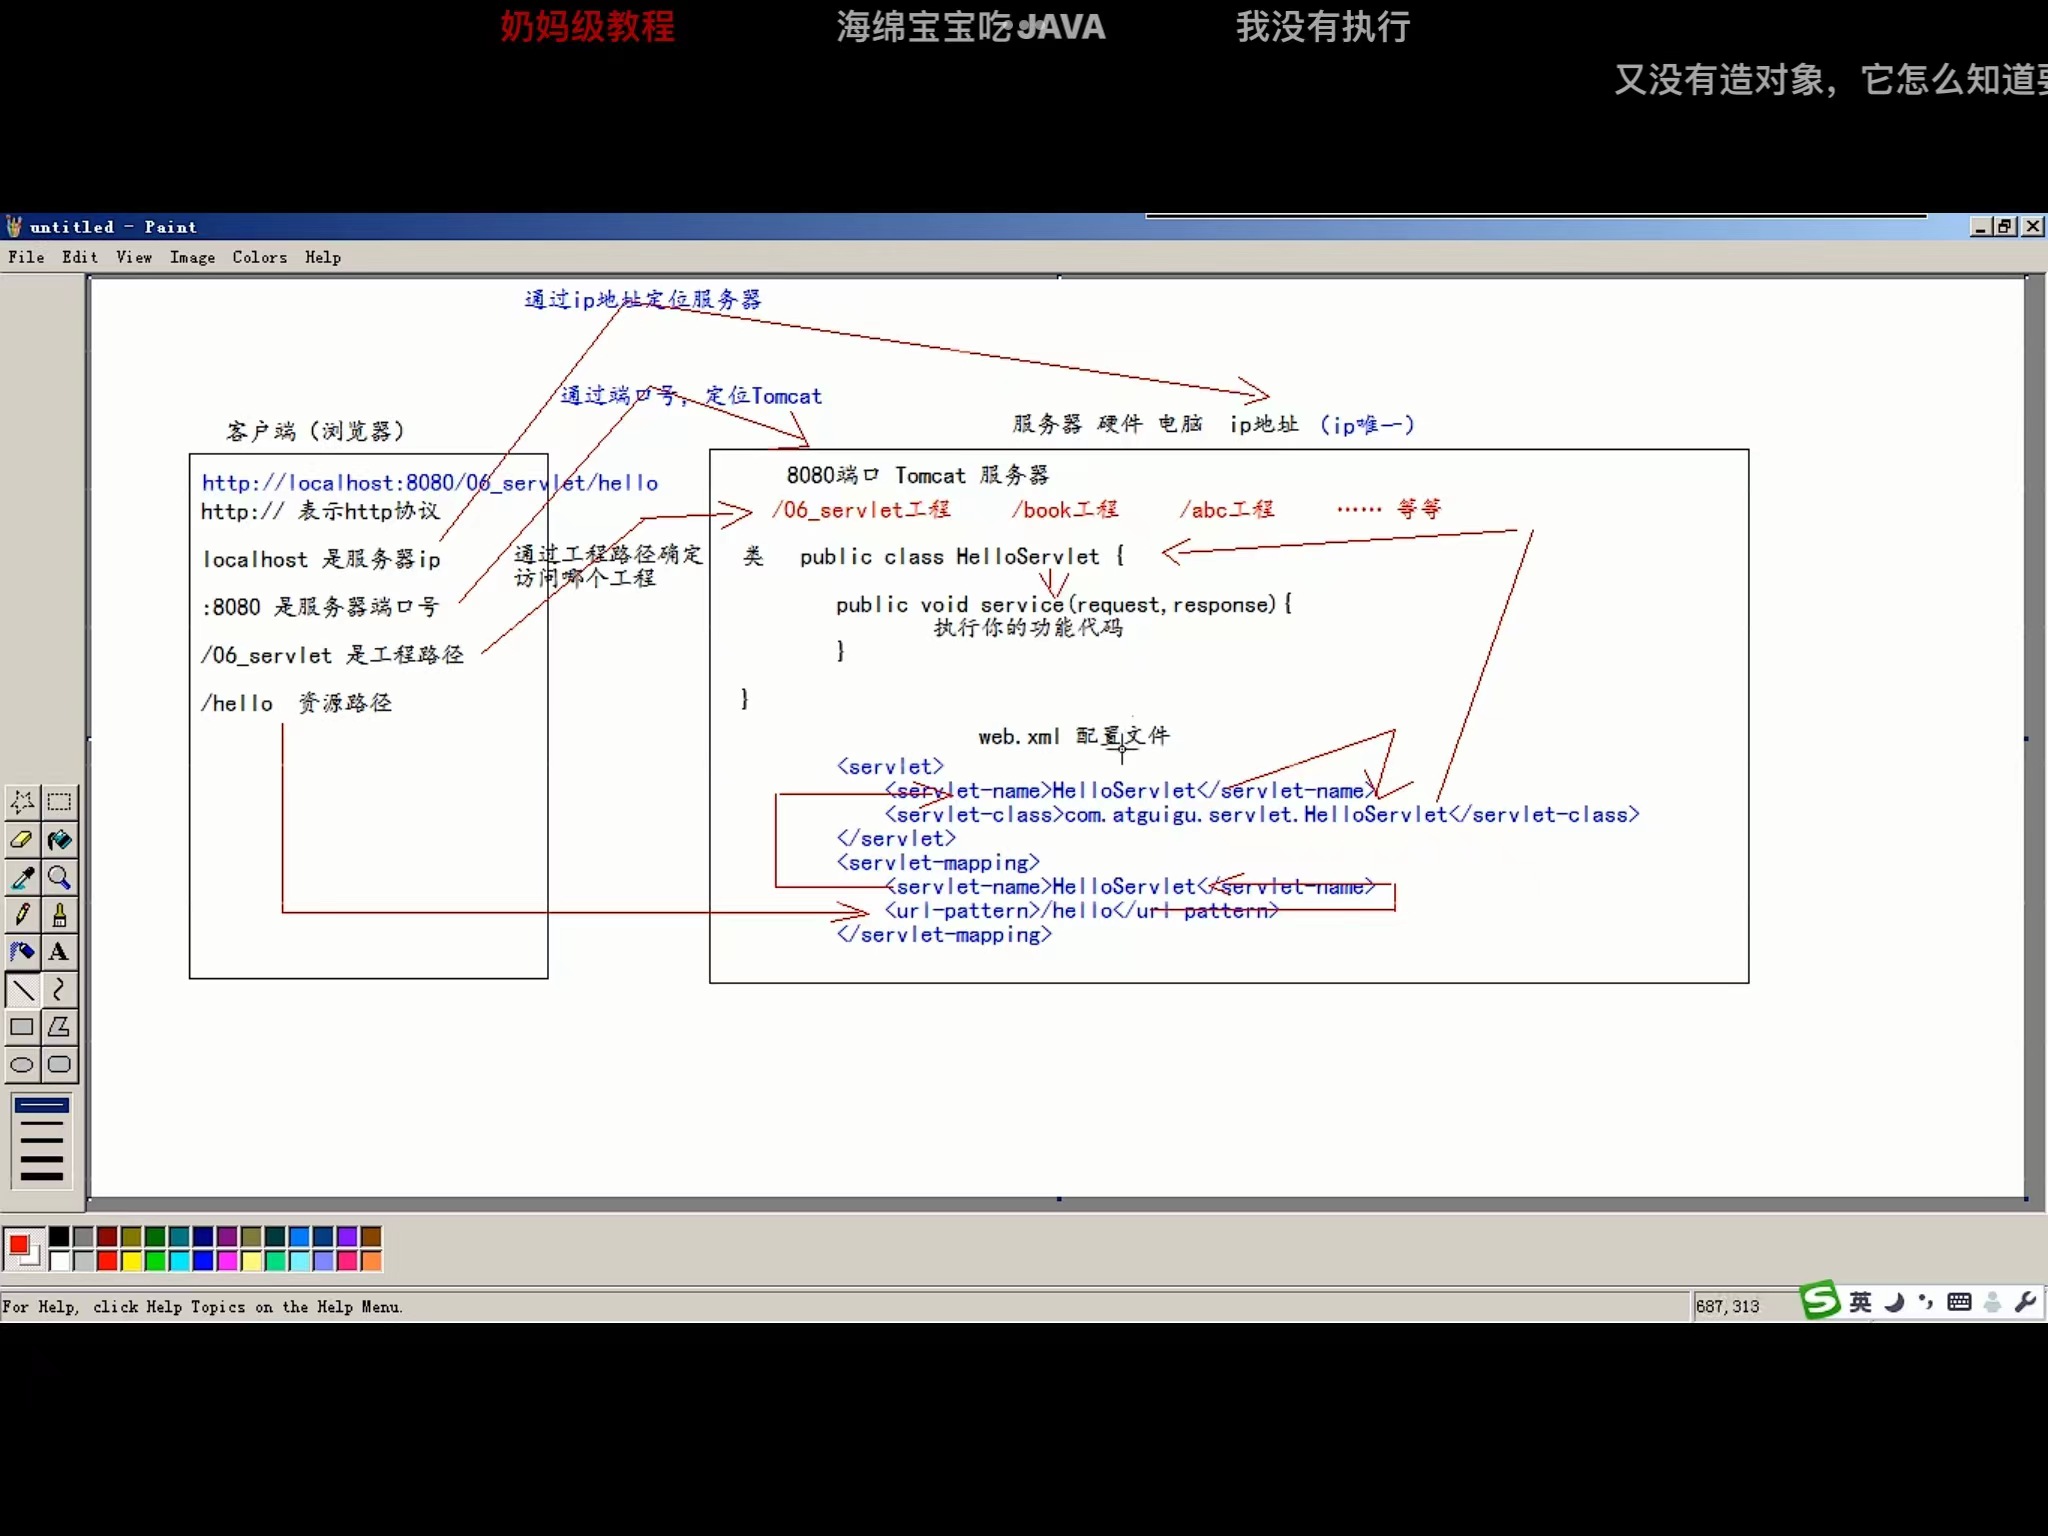 奶妈级教程 海绵宝宝吃 JAVA 我没有执行
又没有造对象，它怎么知道
untitled - Paint
File Edit View Image Colors Help
通过ip地址定位服务器
通过端口号，定位Tomcat
客户端（浏览器）
服务器 硬件 电脑 ip地址 （ip唯一）
http://localhost:8080/06_servlet/hello
http:// 表示http协议
localhost 是服务器ip
:8080 是服务器端口号
/06_servlet 是工程路径
/hello 资源路径
通过工程路径确定
访问哪个工程
8080端口 Tomcat 服务器
/06_servlet工程 /book工程 /abc工程 …… 等等
类 public class HelloServlet {
public void service(request,response){
执行你的功能代码
}
}
web.xml 配置文件
<servlet>
<servlet-name>HelloServlet</servlet-name>
<servlet-class>com.atguigu.servlet.HelloServlet</servlet-class>
</servlet>
<servlet-mapping>
<servlet-name>HelloServlet</servlet-name>
<url-pattern>/hello</url-pattern>
</servlet-mapping>
A
For Help, click Help Topics on the Help Menu.
687,313
S 英